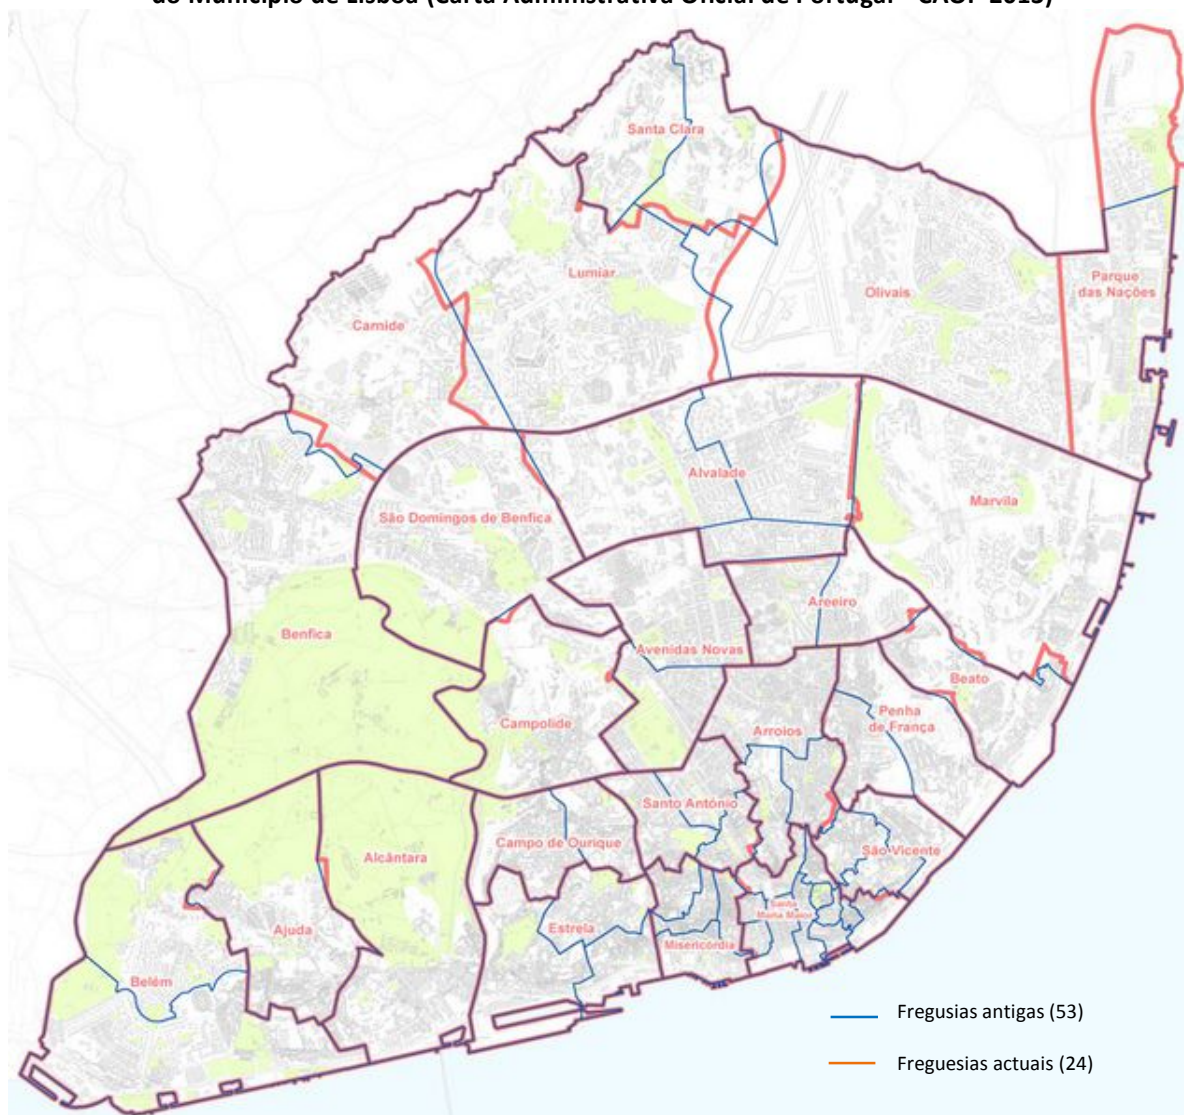 do Município de Lisboa (Carta Administrativa Oficial de Portugal - CAOP 2013)
Santa Clara
Lumiar
Olivais
Parque
das Nações
Carnide
Alvalade
Marvila
São Domingos de Benfica
Areeiro
Benfica
Avenidas Novas
Beato
Penha
de França
Campolide
Arroios
Santo António
Campo de Ourique
São Vicente
Alcântara
Santa
Maria Maior
Estrela
Ajuda
Misericórdia
Belém
Fregusias antigas (53)
Freguesias actuais (24)